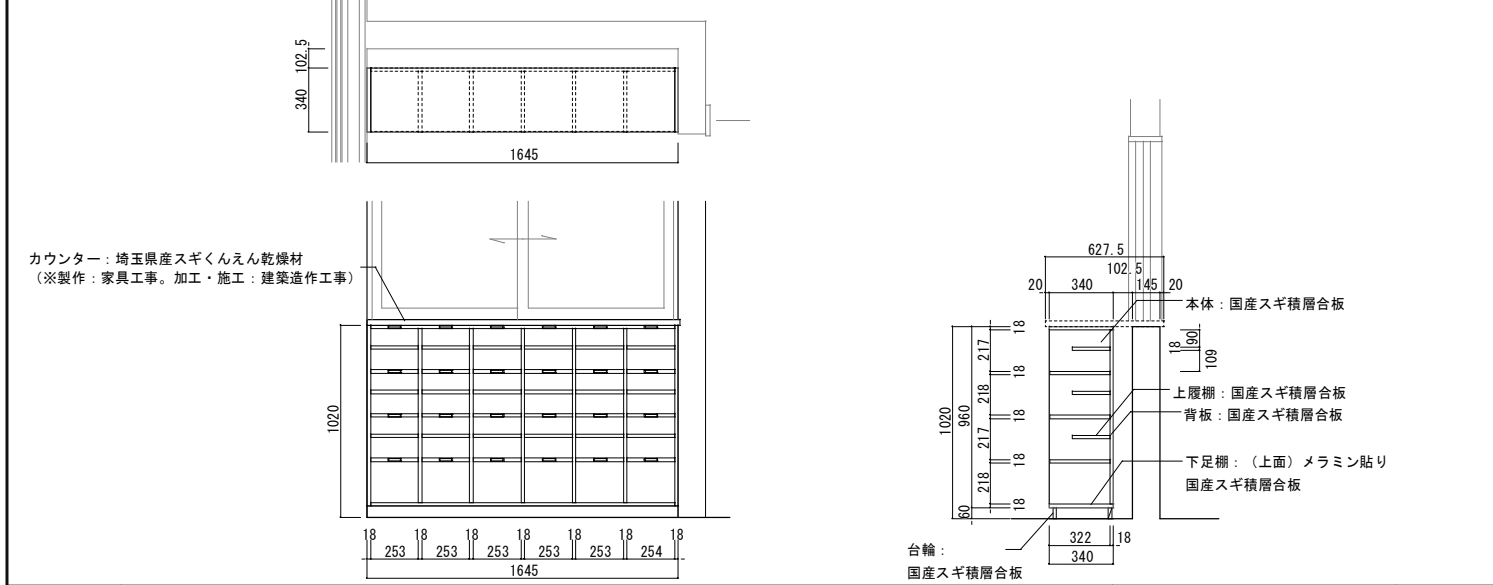 102.5
340
1645
カウンター：埼玉県産スギくんえん乾燥材
（※製作：家具工事。加工・施工：建築造作工事）
1020
18 18 18 18 18 18 18
253 253 253 253 253 254
1645
627.5
102.5
20 340 145 20
本体：国産スギ積層合板
18
217
18
218
18
217
18
218
18
960
60
1020
90
18
109
上履棚：国産スギ積層合板
背板：国産スギ積層合板
下足棚：（上面）メラミン貼り
国産スギ積層合板
322 18
340
台輪：
国産スギ積層合板